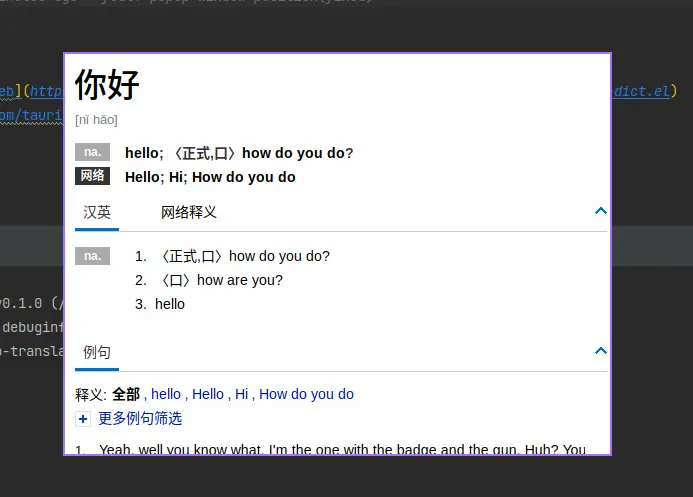 eb](http
dict.el)
om/tauri
你好
[nǐ hǎo]
na. hello; 〈正式,口〉how do you do?
网络 Hello; Hi; How do you do
汉英 网络释义
na. 1. 〈正式,口〉how do you do?
2. 〈口〉how are you?
3. hello
v0.1.0 (/
debuginf
p-transla
例句
释义: 全部 , hello , Hello , Hi , How do you do
+ 更多例句筛选
1. Yeah, well you know what, I'm the one with the badge and the gun. Huh? You